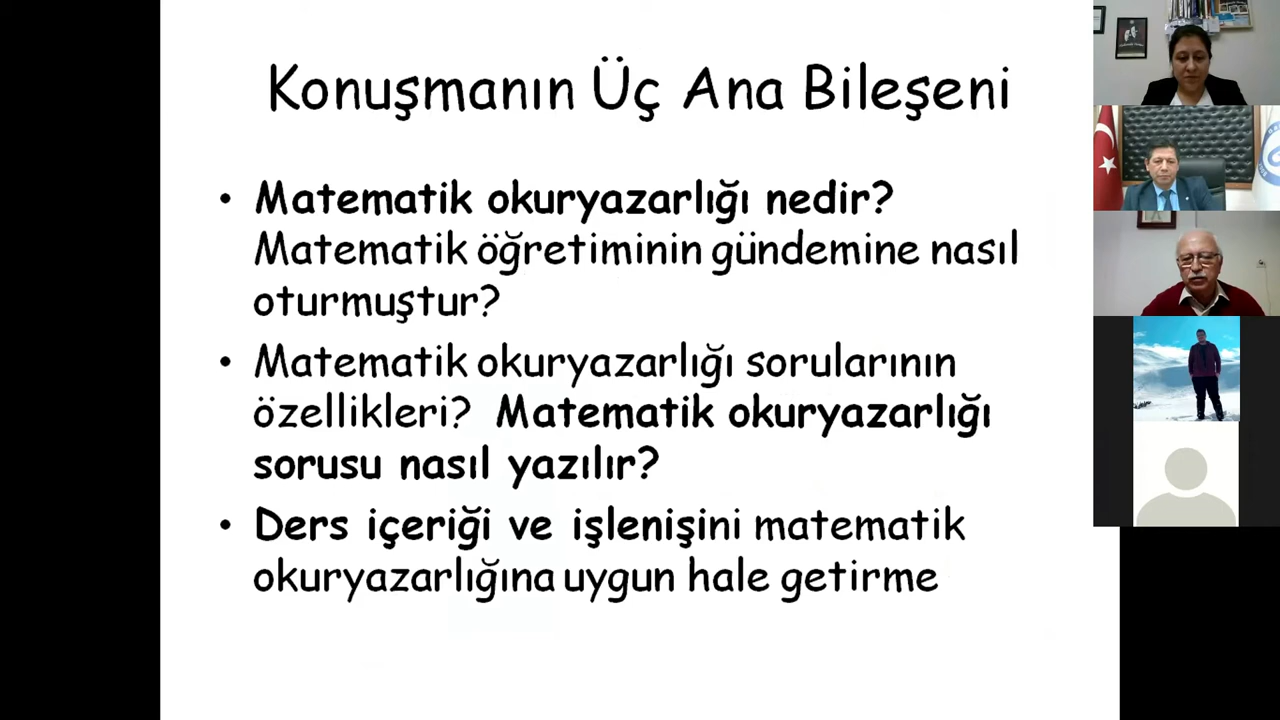 Konuşmanın Üç Ana Bileşeni
• Matematik okuryazarlığı nedir?
Matematik öğretiminin gündemine nasıl
oturmuştur?
• Matematik okuryazarlığı sorularının
özellikleri? Matematik okuryazarlığı
sorusu nasıl yazılır?
• Ders içeriği ve işlenişini matematik
okuryazarlığına uygun hale getirme